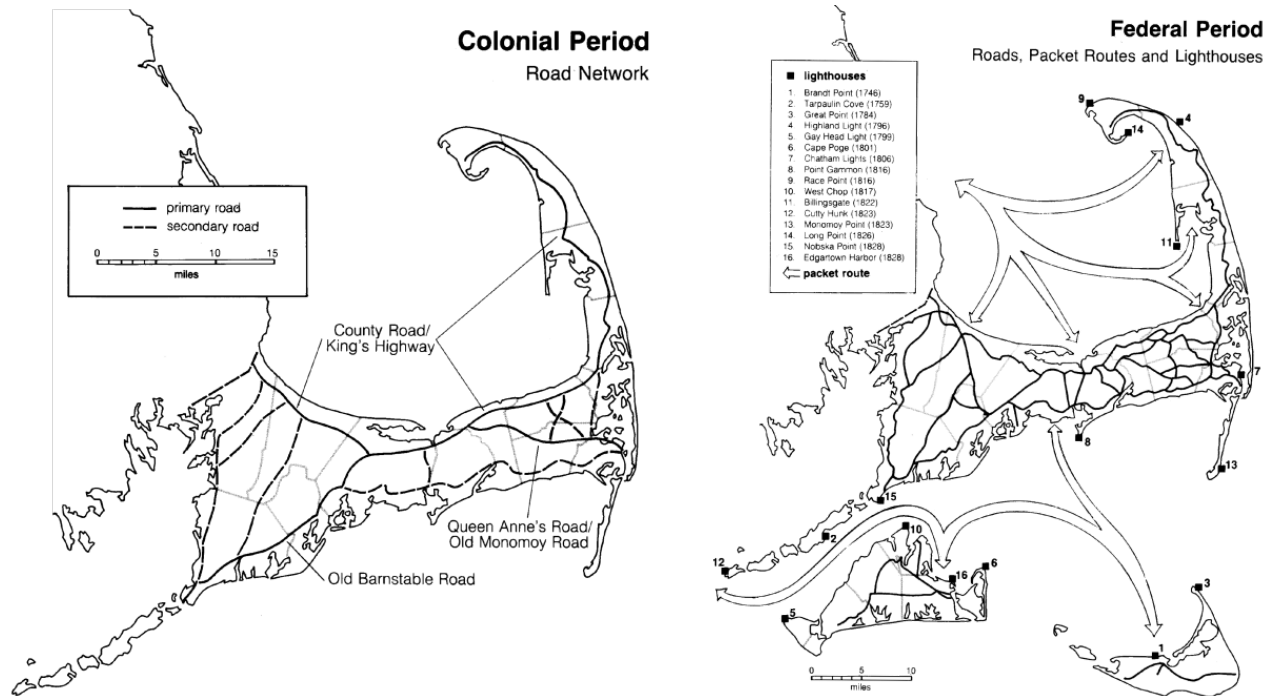 Colonial Period
Road Network
primary road
secondary road
0 5 10 15
miles
County Road/
King's Highway
Queen Anne's Road/
Old Monomoy Road
Old Barnstable Road
Federal Period
Roads, Packet Routes and Lighthouses
lighthouses
1. Brandt Point (1746)
2. Tarpaulin Cove (1759)
3. Great Point (1784)
4. Highland Light (1796)
5. Gay Head Light (1799)
6. Cape Poge (1801)
7. Chatham Lights (1806)
8. Point Gammon (1816)
9. Race Point (1816)
10. West Chop (1817)
11. Billingsgate (1822)
12. Cutty Hunk (1823)
13. Monomoy Point (1823)
14. Long Point (1826)
15. Nobska Point (1828)
16. Edgartown Harbor (1828)
packet route
9
4
14
11
7
8
13
15
2
10
12
16
6
5
3
1
0 5 10
miles